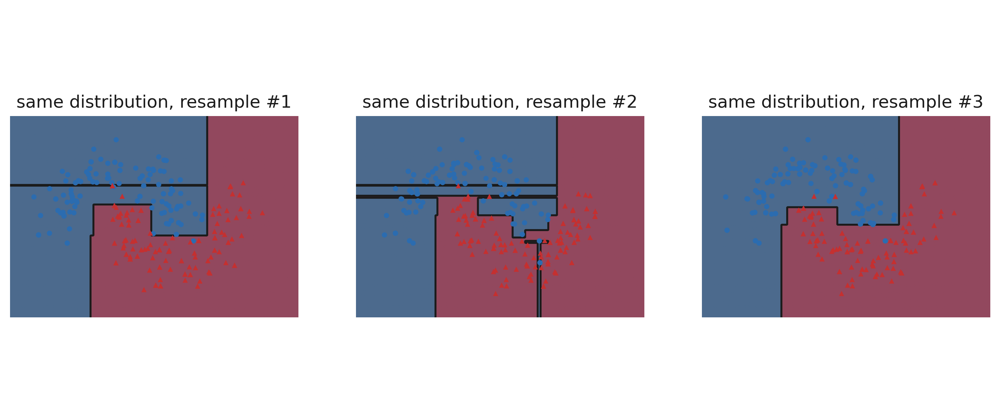 same distribution, resample #1
same distribution, resample #2
same distribution, resample #3